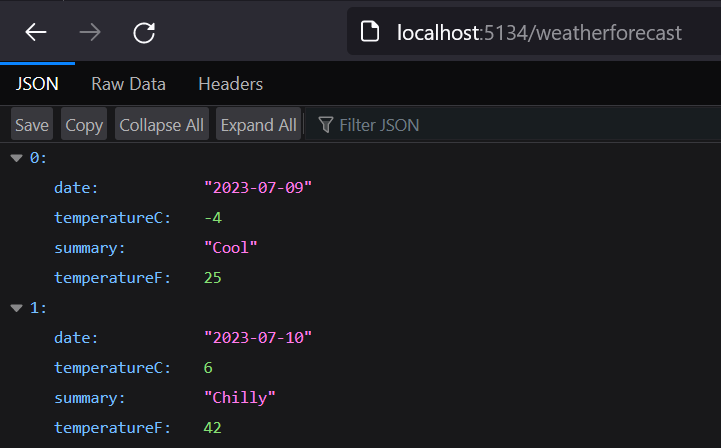 localhost:5134/weatherforecast
JSON Raw Data Headers
Save Copy Collapse All Expand All Filter JSON
0:
date: "2023-07-09"
temperatureC: -4
summary: "Cool"
temperatureF: 25
1:
date: "2023-07-10"
temperatureC: 6
summary: "Chilly"
temperatureF: 42